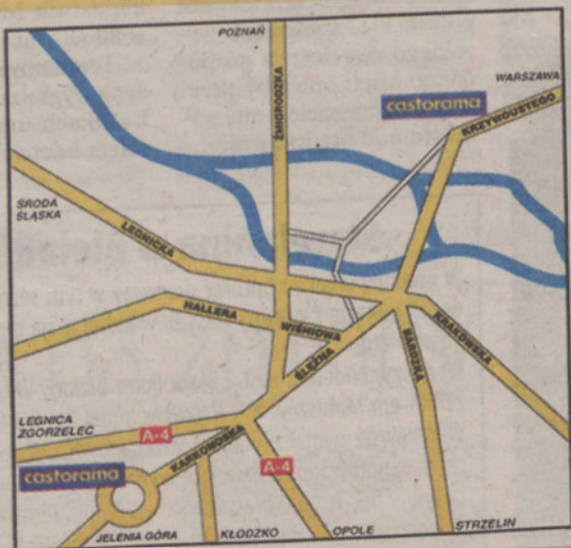 POZNAŃ
ŻMIGRODZKA
WARSZAWA
castorama
KRZYWOUSTEGO
ŚRODA
ŚLĄSKA
LEGNICKA
HALLERA
WIŚNIOWA
ŚLĘŻNA
BARDZKA
KRAKOWSKA
LEGNICA
ZGORZELEC
A-4
KARKONOSKA
A-4
castorama
JELENIA GÓRA
KŁODZKO
OPOLE
STRZELIN